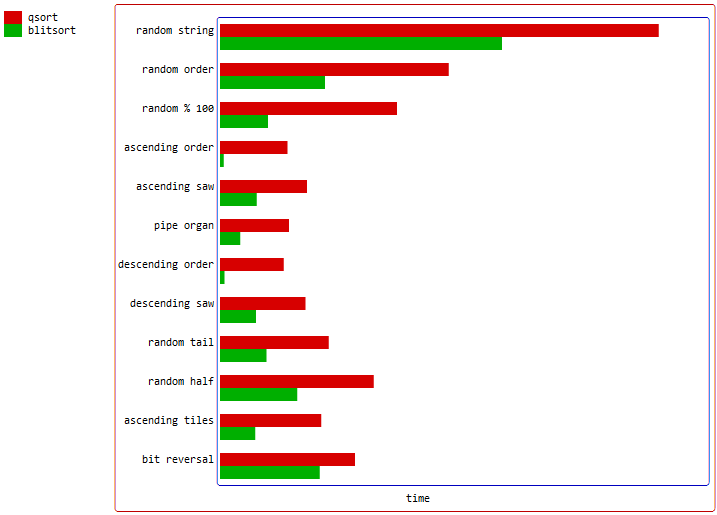 qsort
blitsort
random string
random order
random % 100
ascending order
ascending saw
pipe organ
descending order
descending saw
random tail
random half
ascending tiles
bit reversal
time